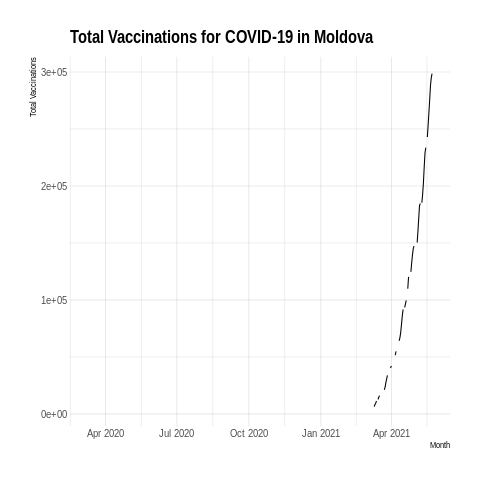 Total Vaccinations for COVID-19 in Moldova
Total Vaccinations
3e+05
2e+05
1e+05
0e+00
Apr 2020 Jul 2020 Oct 2020 Jan 2021 Apr 2021
Month